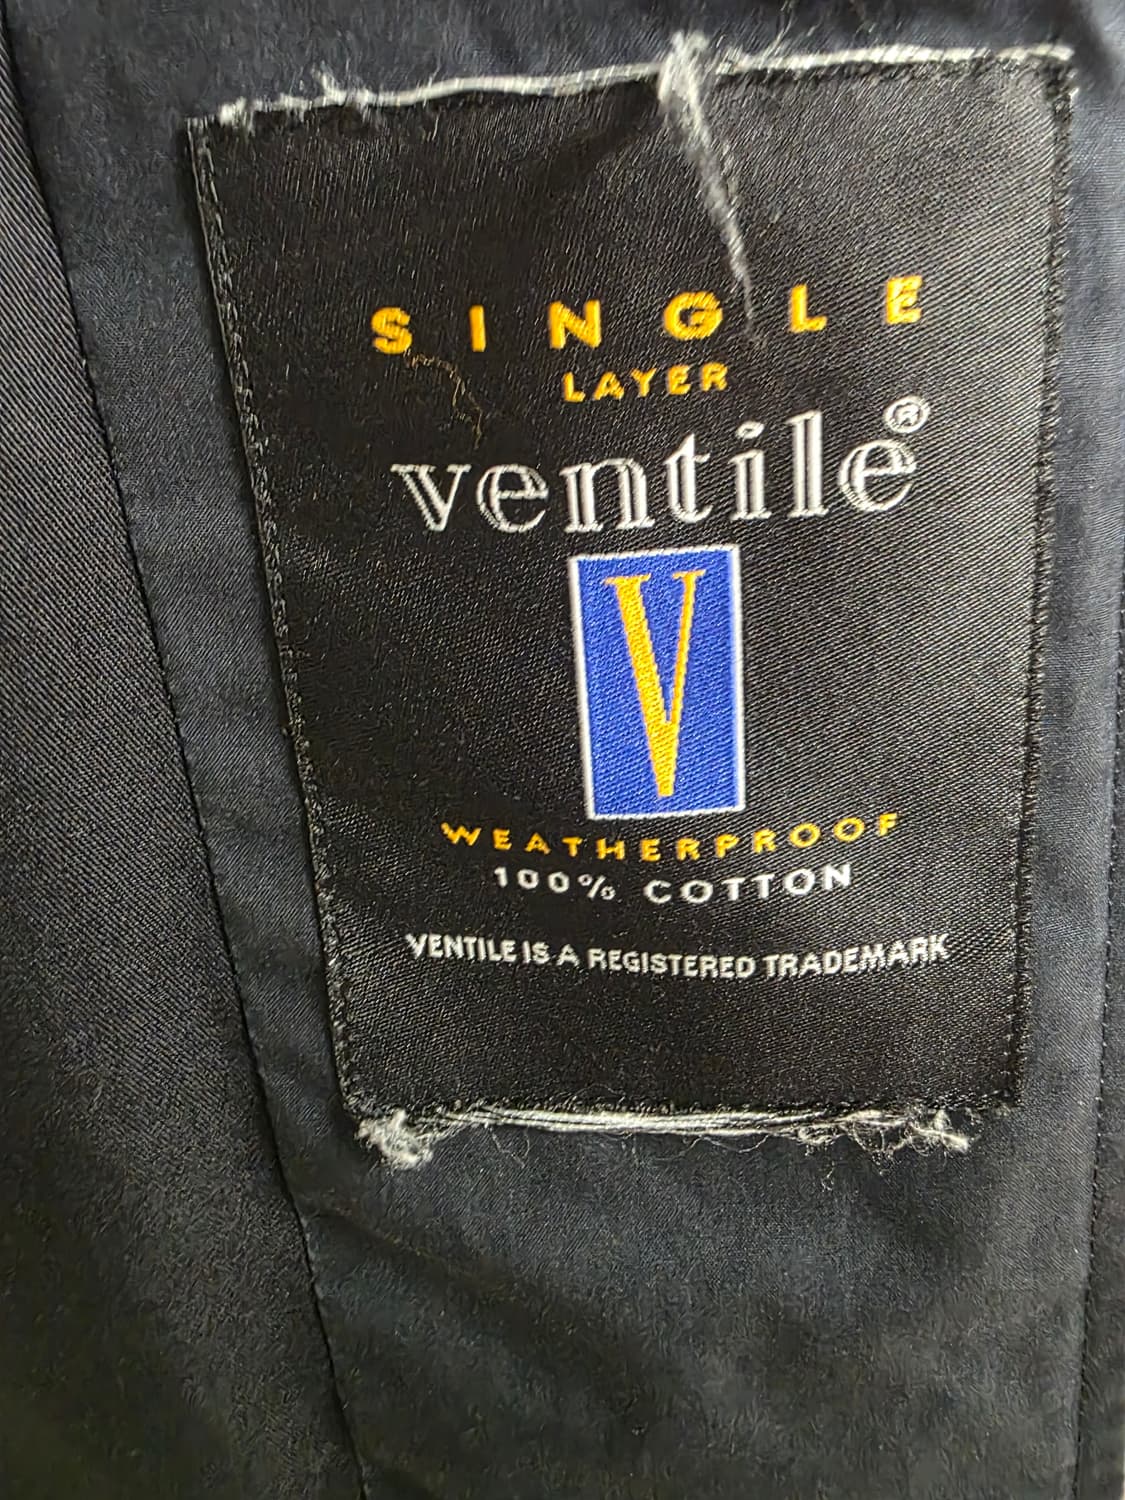 SINGLE
LAYER
ventile®
V
WEATHERPROOF
100% COTTON
VENTILE IS A REGISTERED TRADEMARK